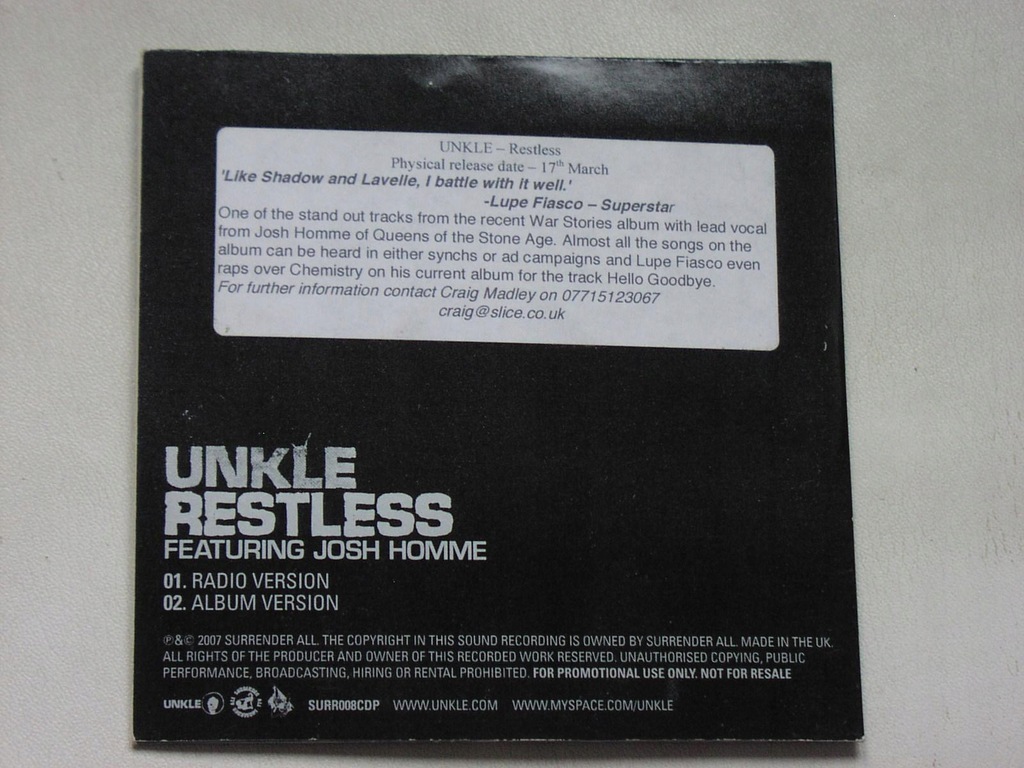 UNKLE – Restless
Physical release date – 17th March
'Like Shadow and Lavelle, I battle with it well.'
-Lupe Fiasco – Superstar
One of the stand out tracks from the recent War Stories album with lead vocal
from Josh Homme of Queens of the Stone Age. Almost all the songs on the
album can be heard in either synchs or ad campaigns and Lupe Fiasco even
raps over Chemistry on his current album for the track Hello Goodbye.
For further information contact Craig Madley on 07715123067
craig@slice.co.uk
UNKLE
RESTLESS
FEATURING JOSH HOMME
01. RADIO VERSION
02. ALBUM VERSION
℗&© 2007 SURRENDER ALL. THE COPYRIGHT IN THIS SOUND RECORDING IS OWNED BY SURRENDER ALL. MADE IN THE UK.
ALL RIGHTS OF THE PRODUCER AND OWNER OF THIS RECORDED WORK RESERVED. UNAUTHORISED COPYING, PUBLIC
PERFORMANCE, BROADCASTING, HIRING OR RENTAL PROHIBITED. FOR PROMOTIONAL USE ONLY. NOT FOR RESALE
UNKLE SURR008CDP WWW.UNKLE.COM WWW.MYSPACE.COM/UNKLE